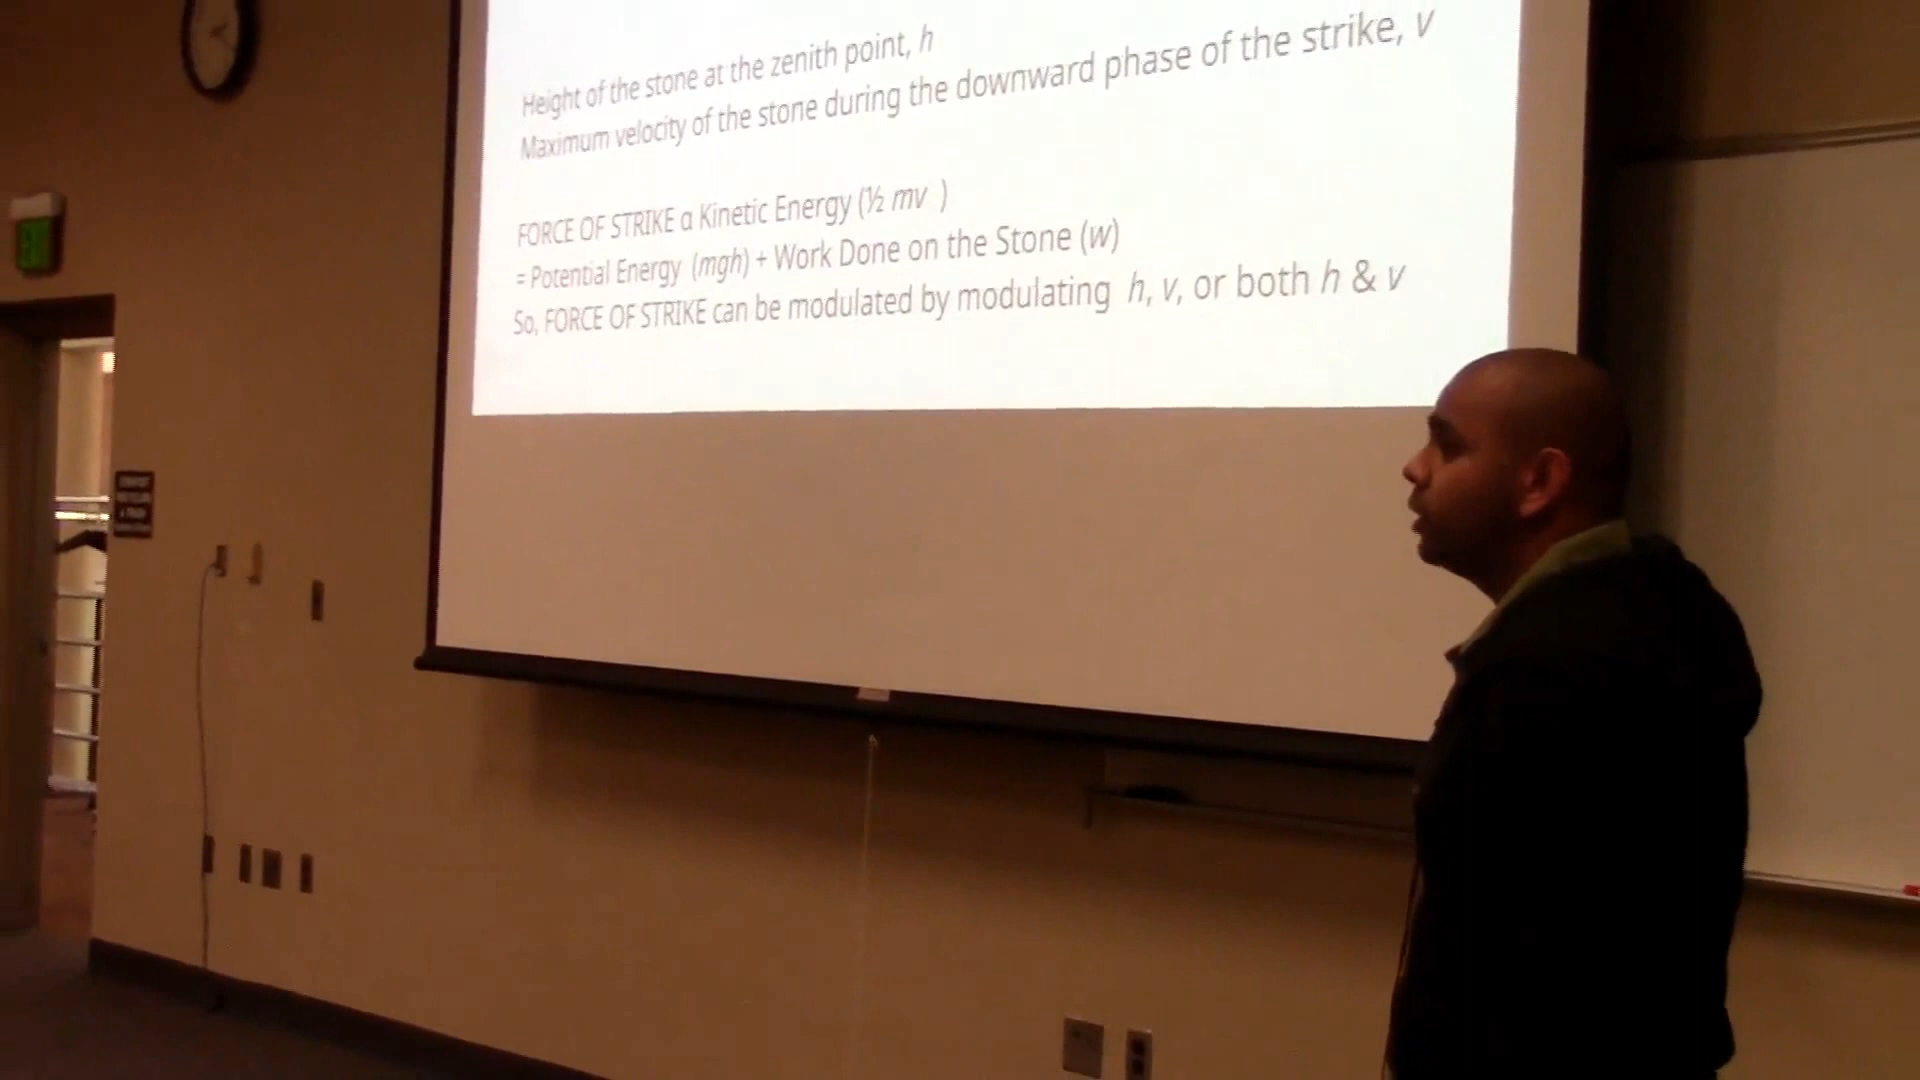 Height of the stone at the zenith point, h
Maximum velocity of the stone during the downward phase of the strike, v
FORCE OF STRIKE α Kinetic Energy (½ mv )
= Potential Energy (mgh) + Work Done on the Stone (w)
So, FORCE OF STRIKE can be modulated by modulating h, v, or both h & v